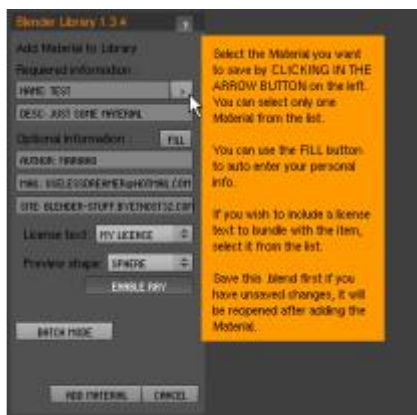 Blender Library 1.3.4
?
Add Material to Library
Required information :
NAME: TEST
>
DESC: JUST SOME MATERIAL
Optional information :
FILL
AUTHOR: MARIANO
MAIL: USELESSDREAMER@HOTMAIL.COM
SITE: BLENDER-STUFF.BYETHOST32.COM
License text:
MY LICENCE
Preview shape:
SPHERE
ENABLE RAY
BATCH MODE
ADD MATERIAL
CANCEL
Select the Material you want
to save by CLICKING IN THE
ARROW BUTTON on the left.
You can select only one
Material from the list.
You can use the FILL button
to auto enter your personal
info.
If you wish to include a license
text to bundle with the item,
select it from the list.
Save this .blend first if you
have unsaved changes, it will
be reopened after adding the
Material.